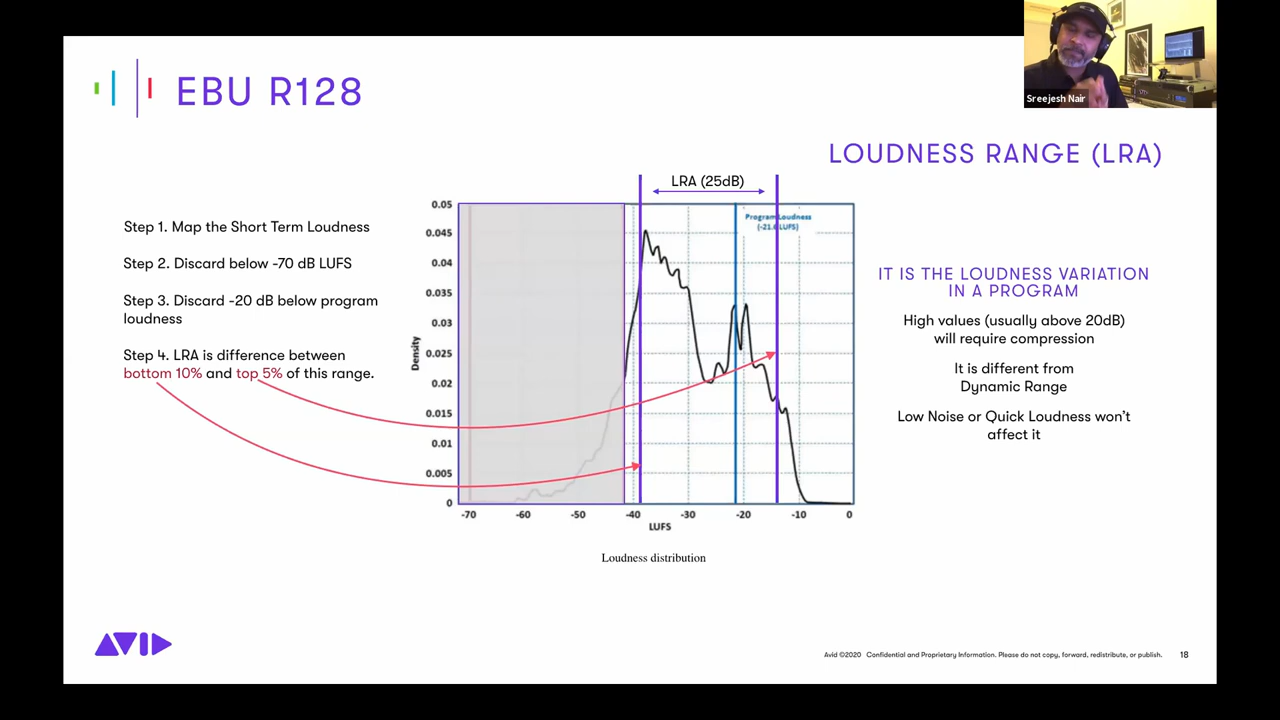 Sreejesh Nair
EBU R128
LOUDNESS RANGE (LRA)
Step 1. Map the Short Term Loudness
Step 2. Discard below -70 dB LUFS
Step 3. Discard -20 dB below program
loudness
Step 4. LRA is difference between
bottom 10% and top 5% of this range.
LRA (25dB)
Program Loudness
LUFS)
0.05
0.045
0.04
0.035
0.03
0.025
0.02
0.015
0.01
0.005
0
Density
-70 -60 -50 -40 -30 -20 -10 0
LUFS
Loudness distribution
IT IS THE LOUDNESS VARIATION
IN A PROGRAM
High values (usually above 20dB)
will require compression
It is different from
Dynamic Range
Low Noise or Quick Loudness won't
affect it
AVID
Avid ©2020 Confidential and Proprietary Information. Please do not copy, forward, redistribute, or publish.
18